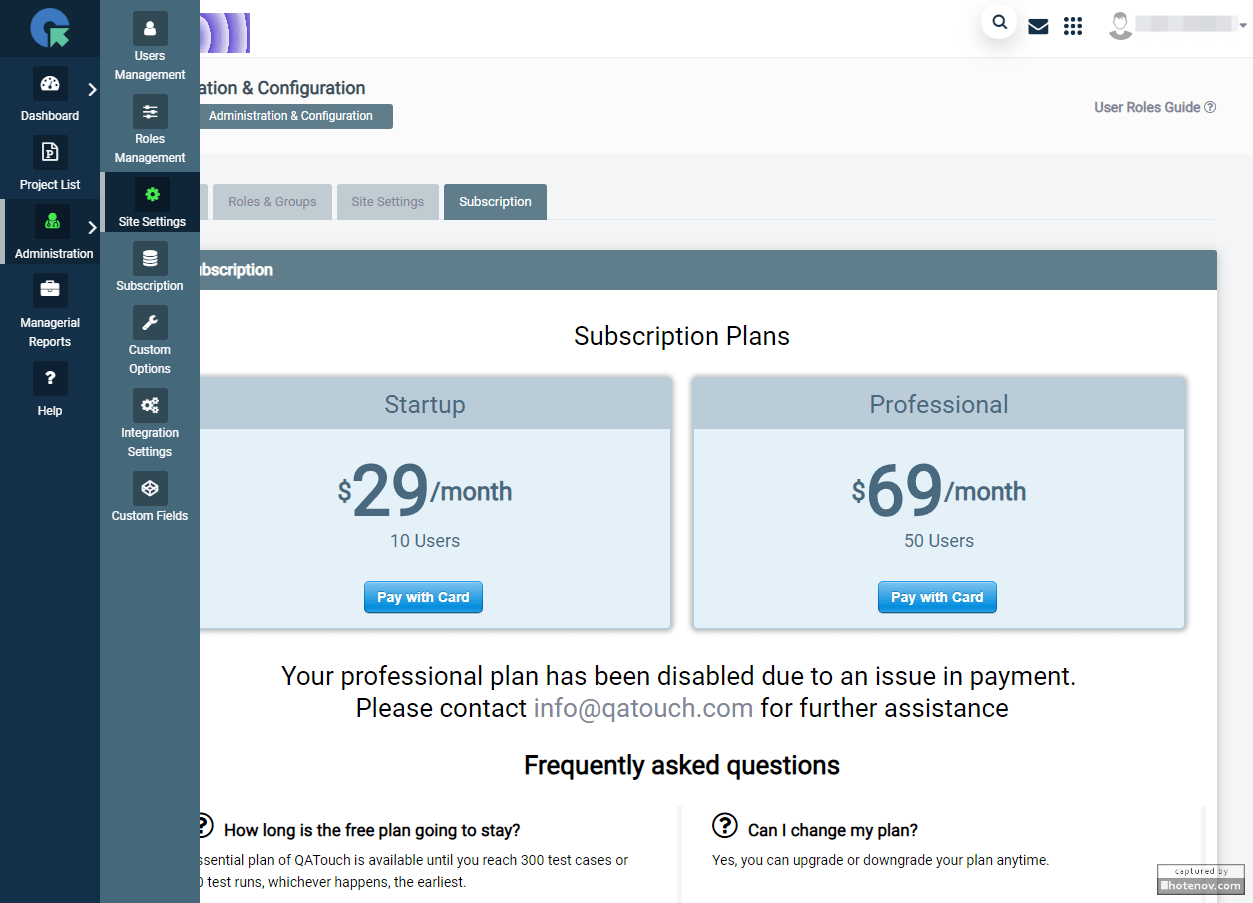 Dashboard
Project List
Administration
Managerial
Reports
Help
Users
Management
Roles
Management
Site Settings
Subscription
Custom
Options
Integration
Settings
Custom Fields
ation & Configuration
Administration & Configuration
User Roles Guide
Roles & Groups
Site Settings
Subscription
ubscription
Subscription Plans
Startup
$29/month
10 Users
Pay with Card
Professional
$69/month
50 Users
Pay with Card
Your professional plan has been disabled due to an issue in payment.
Please contact info@qatouch.com for further assistance
Frequently asked questions
How long is the free plan going to stay?
ssential plan of QATouch is available until you reach 300 test cases or
0 test runs, whichever happens, the earliest.
Can I change my plan?
Yes, you can upgrade or downgrade your plan anytime.
captured by
hotenov.com